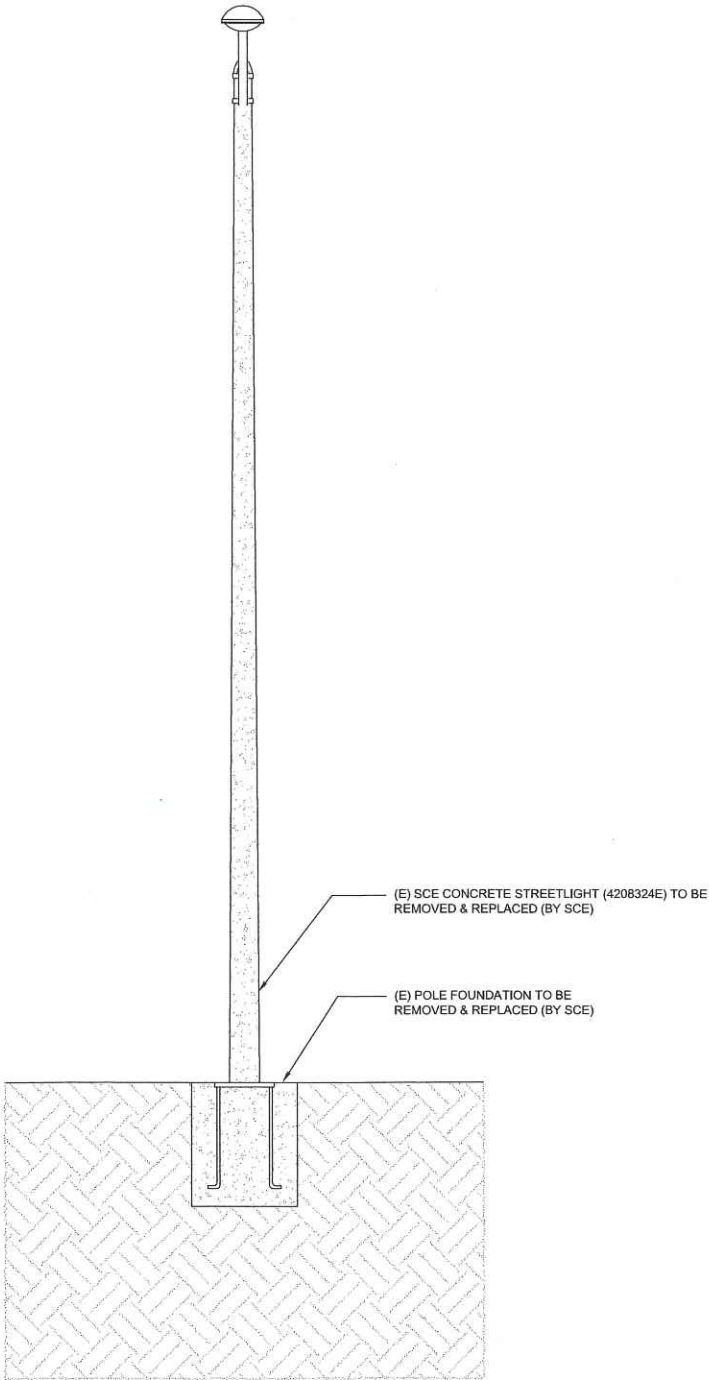 (E) SCE CONCRETE STREETLIGHT (4208324E) TO BE
REMOVED & REPLACED (BY SCE)
(E) POLE FOUNDATION TO BE
REMOVED & REPLACED (BY SCE)